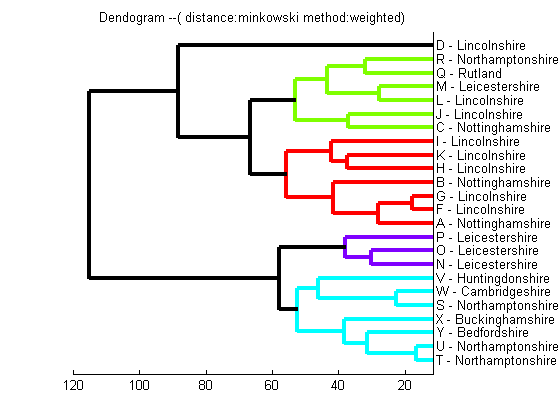 Dendogram --( distance:minkowski method:weighted)
D - Lincolnshire
R - Northamptonshire
Q - Rutland
M - Leicestershire
L - Lincolnshire
J - Lincolnshire
C - Nottinghamshire
I - Lincolnshire
K - Lincolnshire
H - Lincolnshire
B - Nottinghamshire
G - Lincolnshire
F - Lincolnshire
A - Nottinghamshire
P - Leicestershire
O - Leicestershire
N - Leicestershire
V - Huntingdonshire
W - Cambridgeshire
S - Northamptonshire
X - Buckinghamshire
Y - Bedfordshire
U - Northamptonshire
T - Northamptonshire
120 100 80 60 40 20